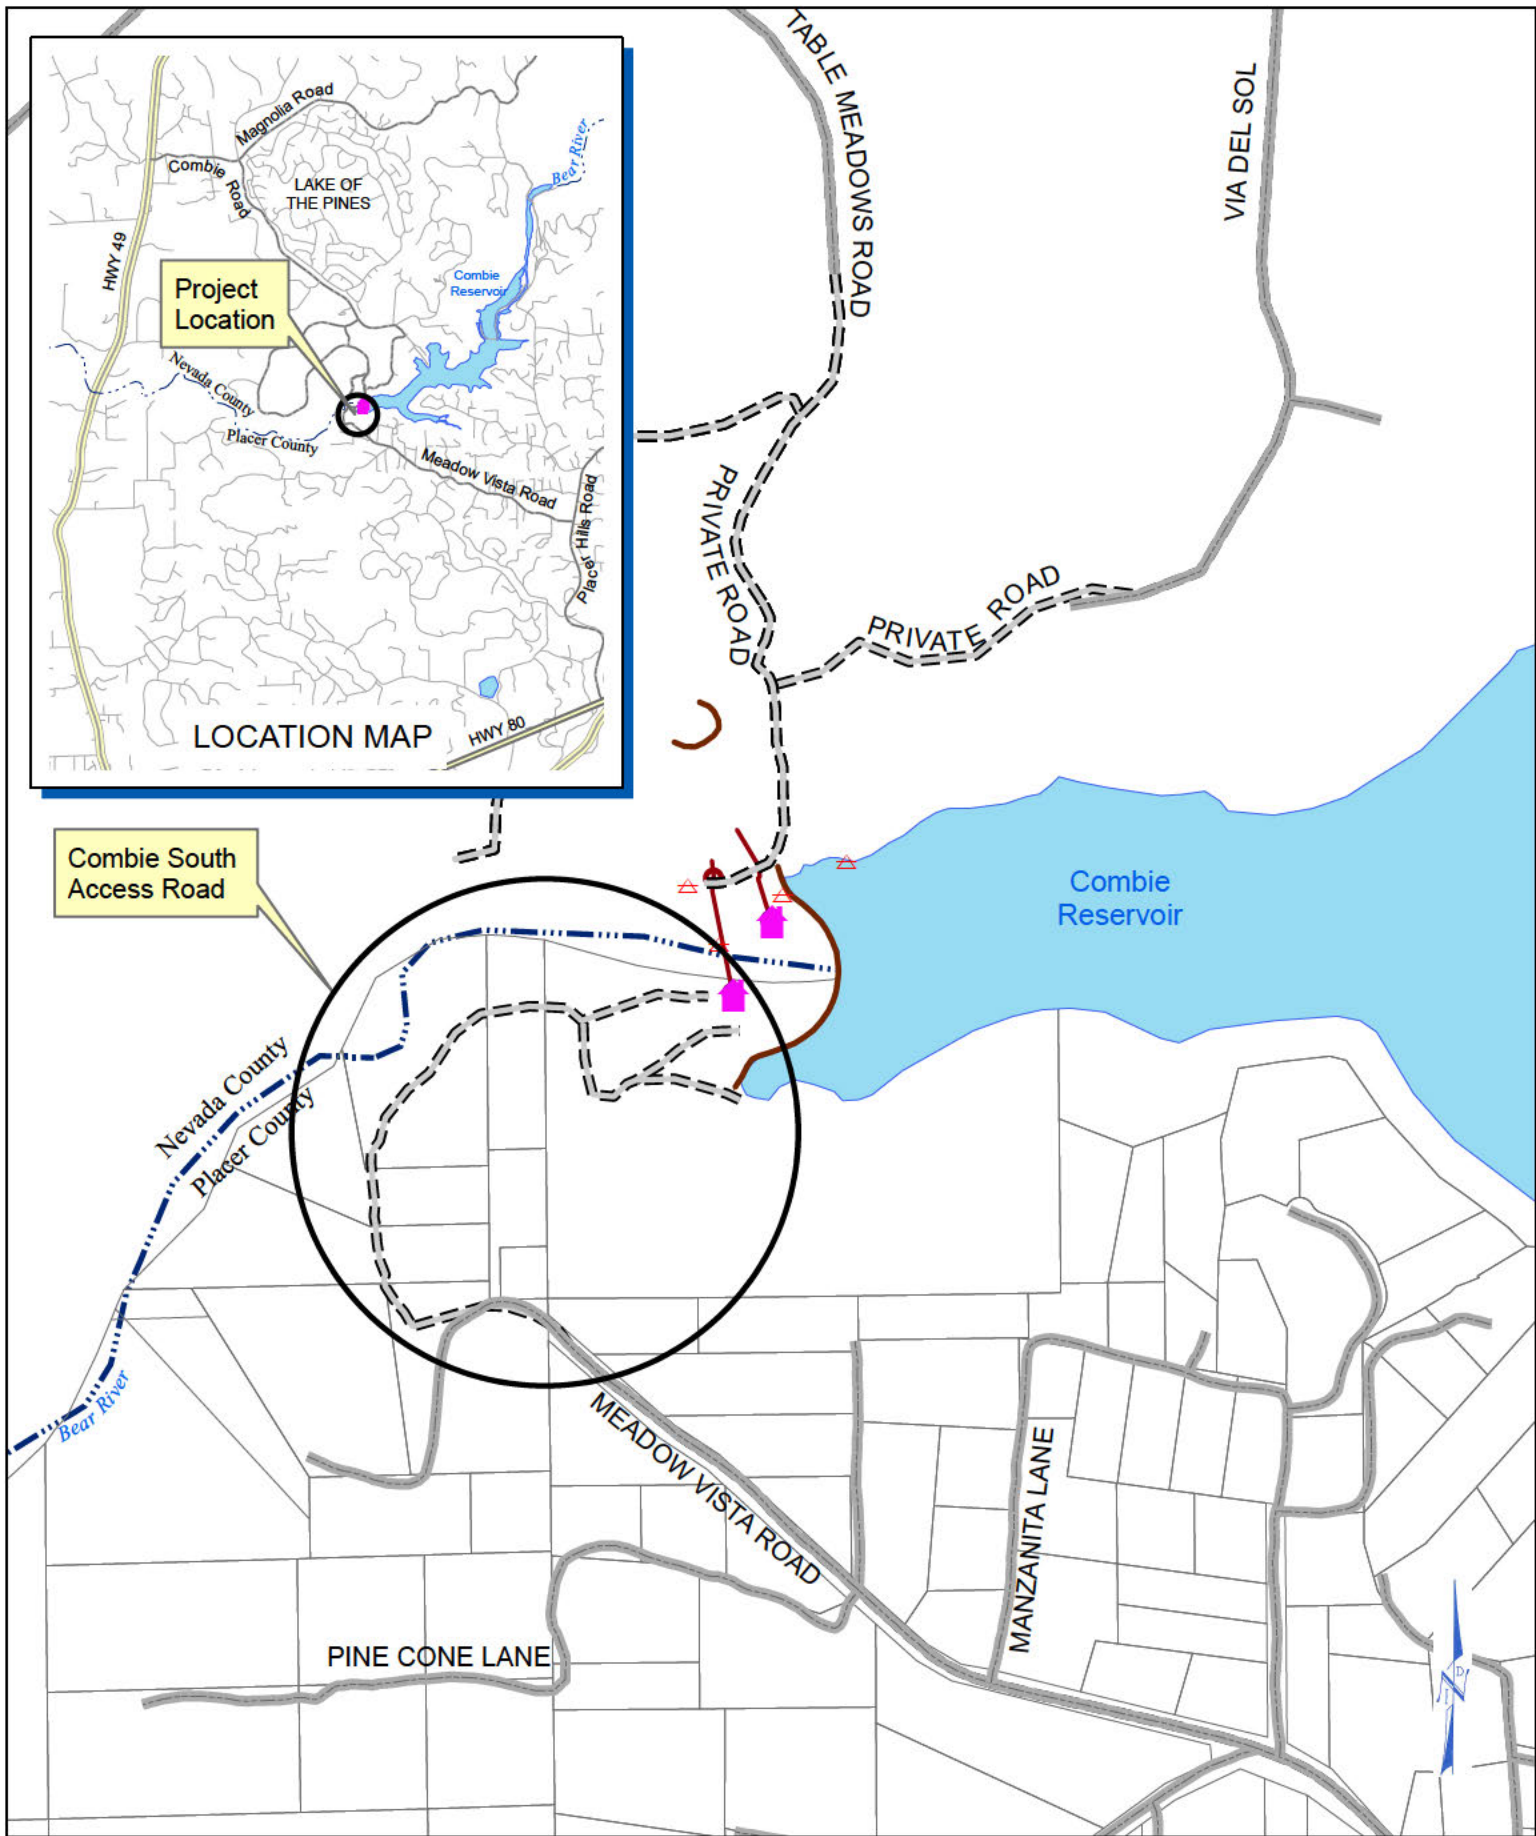 TABLE MEADOWS ROAD
VIA DEL SOL
Magnolia Road
Combie Road
LAKE OF
THE PINES
Bear River
HWY 49
Combie
Reservoir
Project
Location
Nevada County
Placer County
Meadow Vista Road
Placer Hills Road
LOCATION MAP
HWY 80
PRIVATE ROAD
PRIVATE ROAD
Combie South
Access Road
Combie
Reservoir
Nevada County
Placer County
Bear River
MEADOW VISTA ROAD
MANZANITA LANE
PINE CONE LANE
N
I
D